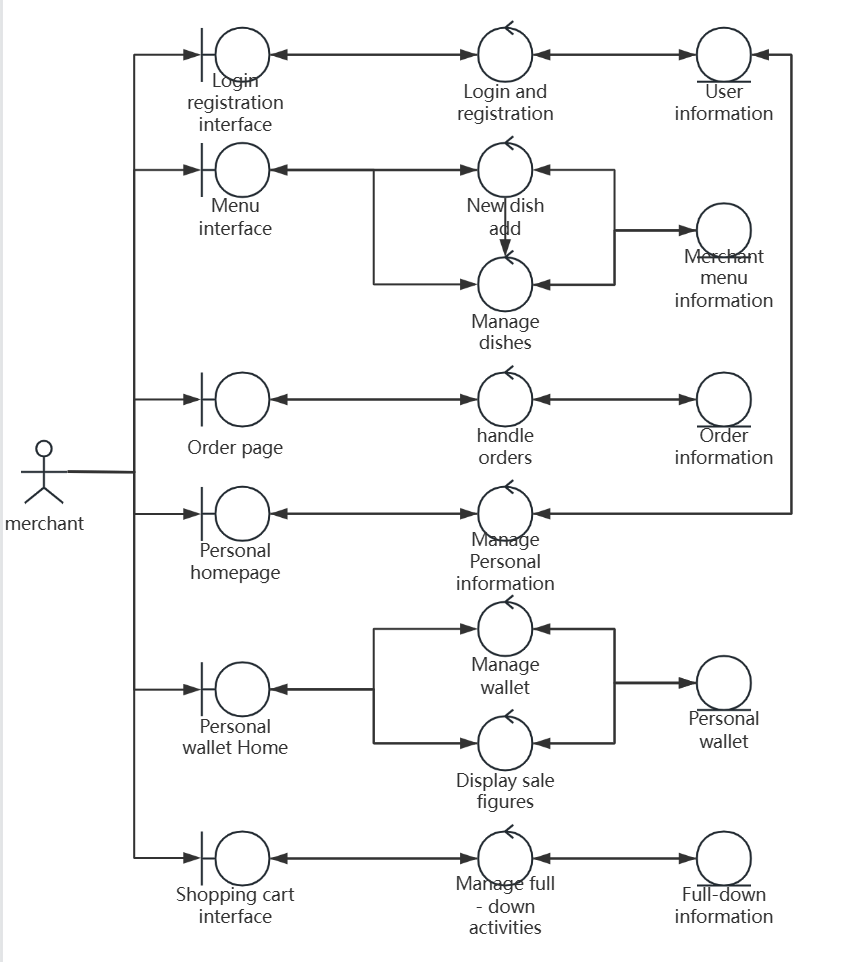 Login
registration
interface
Login and
registration
User
information
Menu
interface
New dish
add
Merchant
menu
information
Manage
dishes
Order page
handle
orders
Order
information
merchant
Personal
homepage
Manage
Personal
information
Manage
wallet
Personal
wallet Home
Personal
wallet
Display sale
figures
Shopping cart
interface
Manage full
- down
activities
Full-down
information